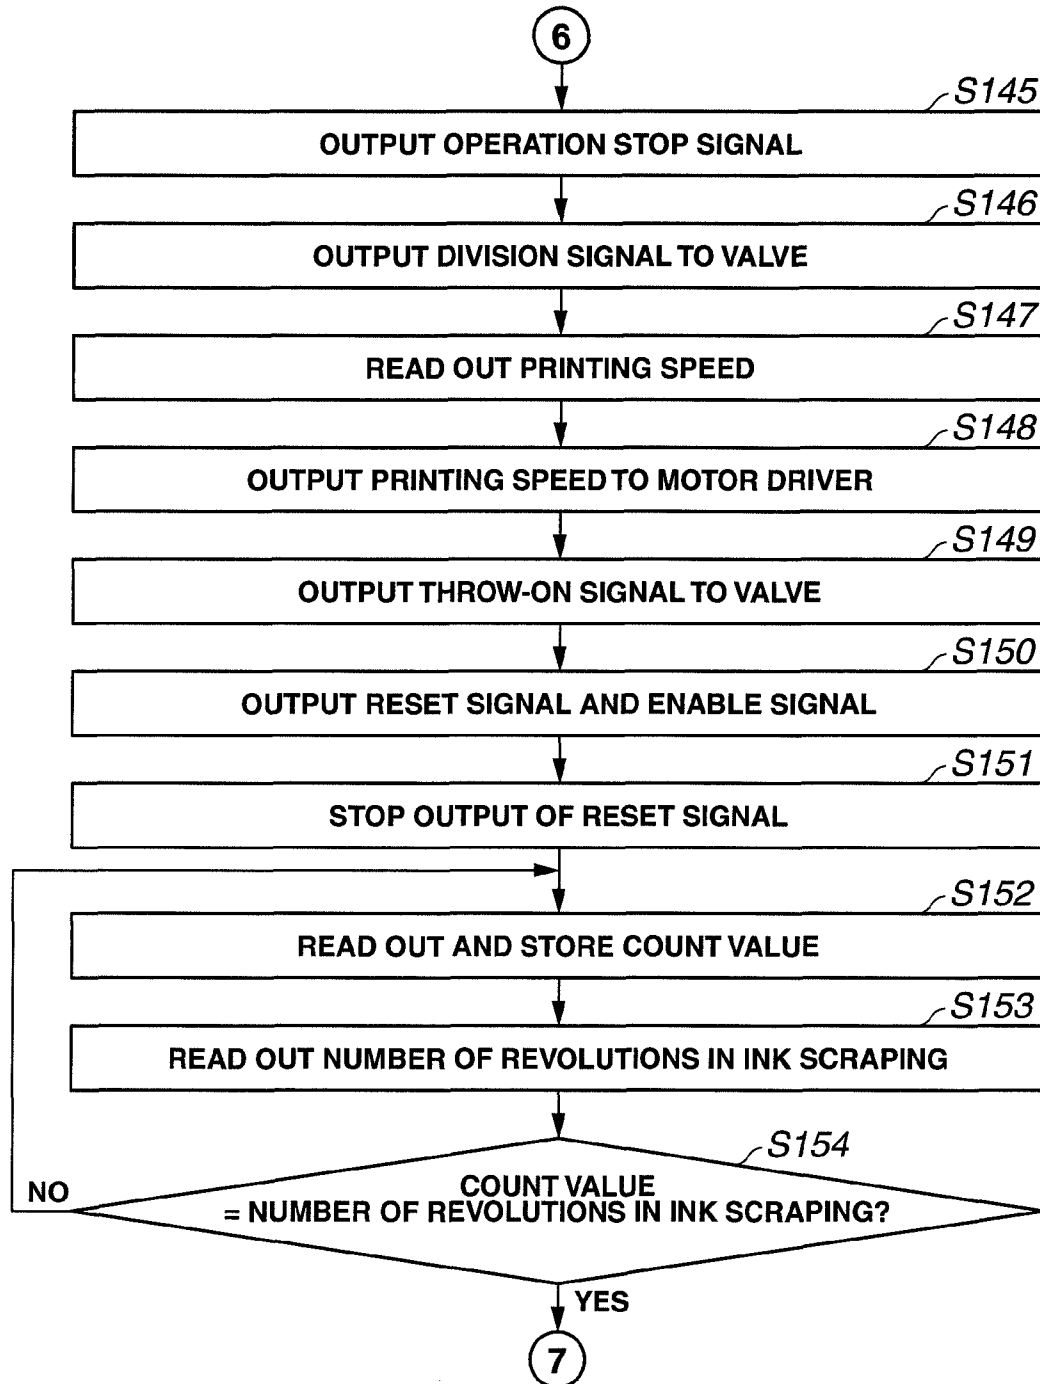 6
S145
OUTPUT OPERATION STOP SIGNAL
S146
OUTPUT DIVISION SIGNAL TO VALVE
S147
READ OUT PRINTING SPEED
S148
OUTPUT PRINTING SPEED TO MOTOR DRIVER
S149
OUTPUT THROW-ON SIGNAL TO VALVE
S150
OUTPUT RESET SIGNAL AND ENABLE SIGNAL
S151
STOP OUTPUT OF RESET SIGNAL
S152
READ OUT AND STORE COUNT VALUE
S153
READ OUT NUMBER OF REVOLUTIONS IN INK SCRAPING
S154
COUNT VALUE
= NUMBER OF REVOLUTIONS IN INK SCRAPING?
NO
YES
7